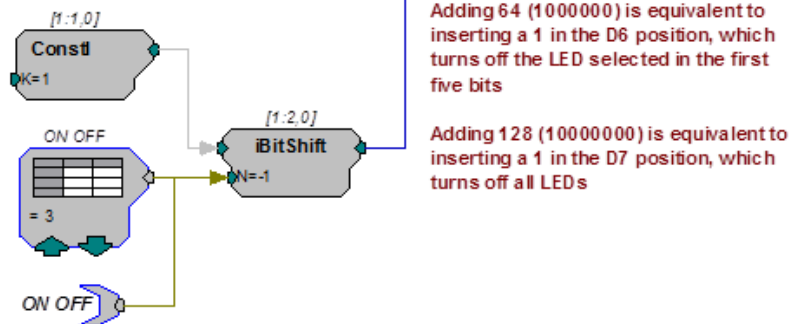 [1:1,0]
ConstI
K=1
ON OFF
= 3
ON OFF
[1:2,0]
iBitShift
N=-1
Adding 64 (1000000) is equivalent to
inserting a 1 in the D6 position, which
turns off the LED selected in the first
five bits
Adding 128 (10000000) is equivalent to
inserting a 1 in the D7 position, which
turns off all LEDs